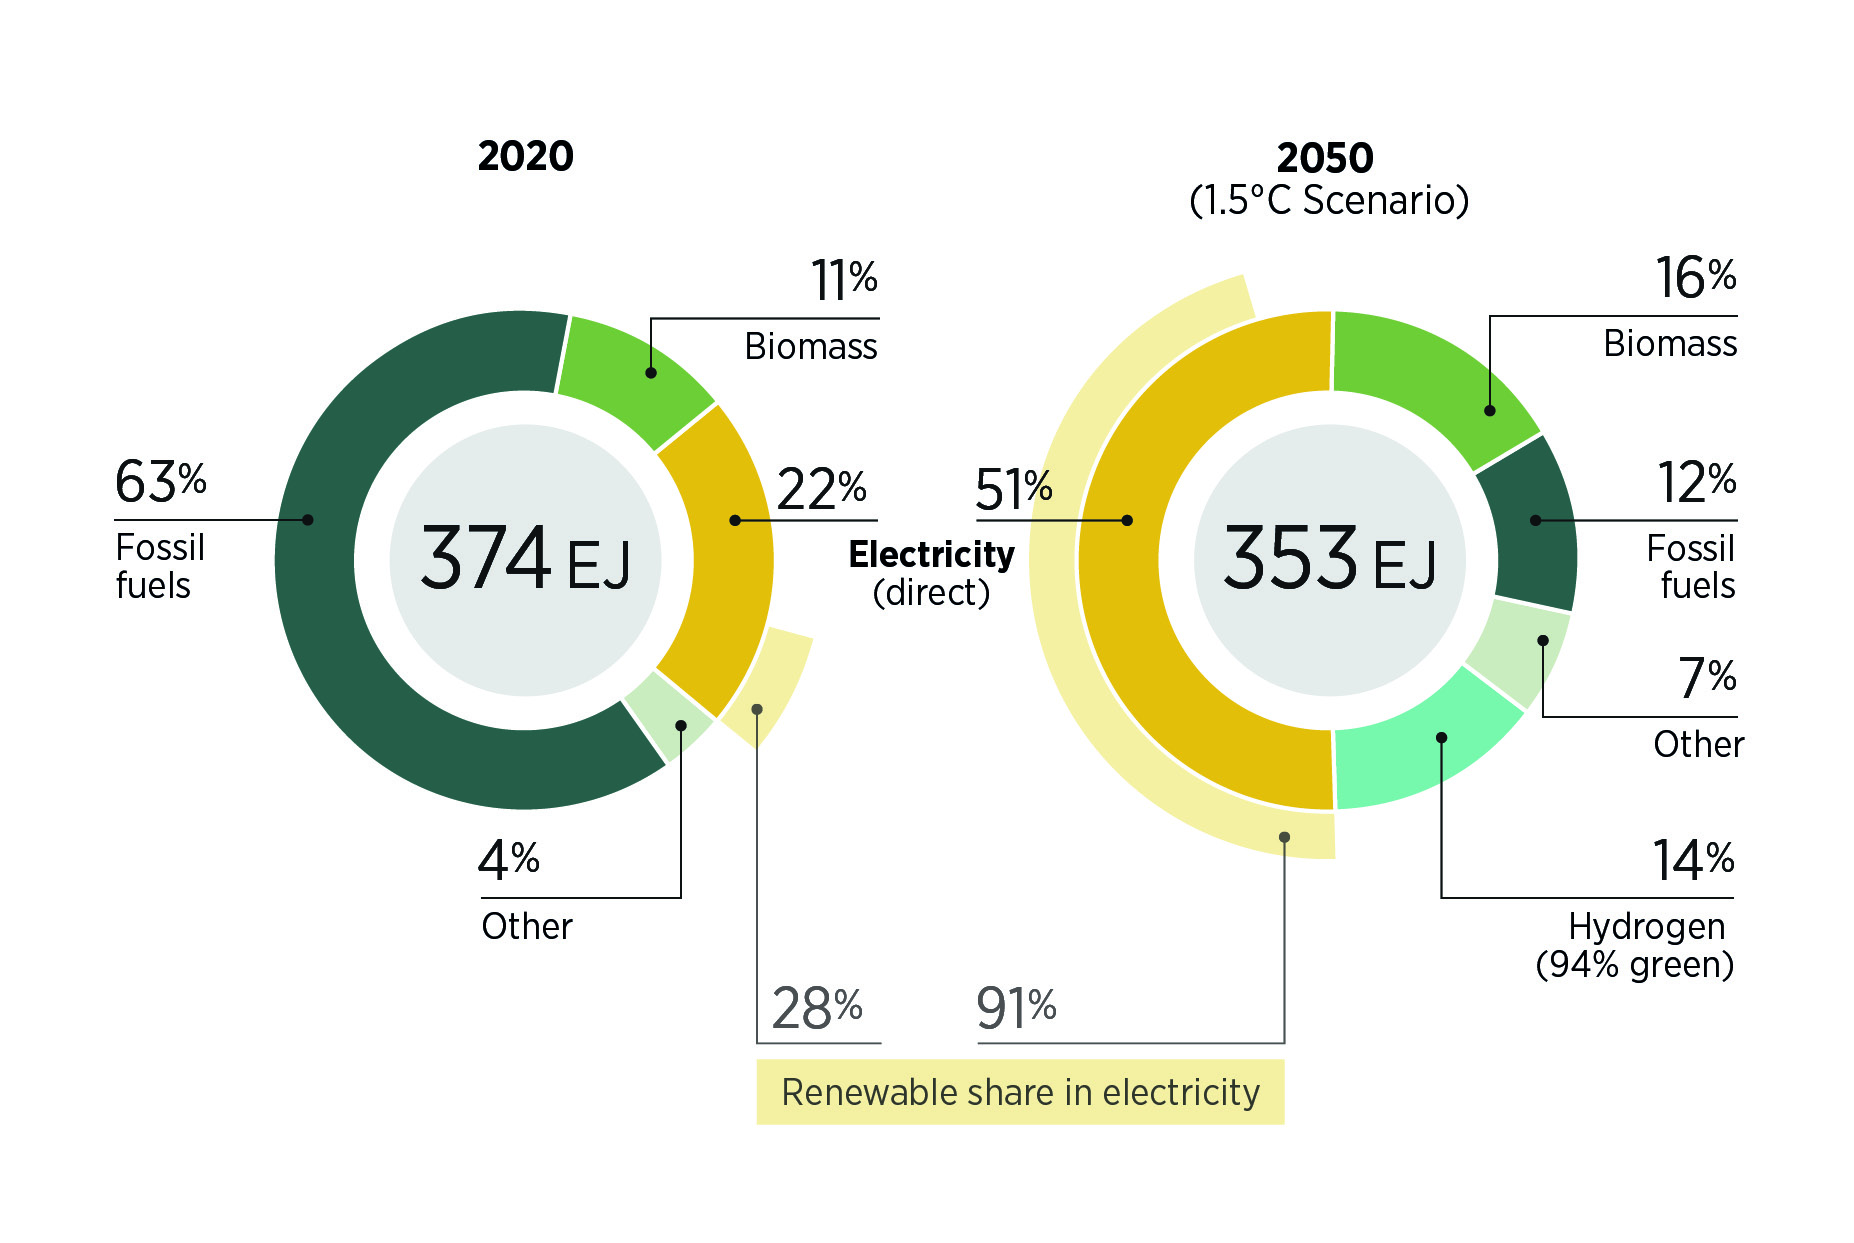 2020
11%
Biomass
63%
Fossil
fuels
374 EJ
22%
4%
Other
Electricity
(direct)
2050
(1.5°C Scenario)
51%
353 EJ
16%
Biomass
12%
Fossil
fuels
7%
Other
14%
Hydrogen
(94% green)
28%
91%
Renewable share in electricity